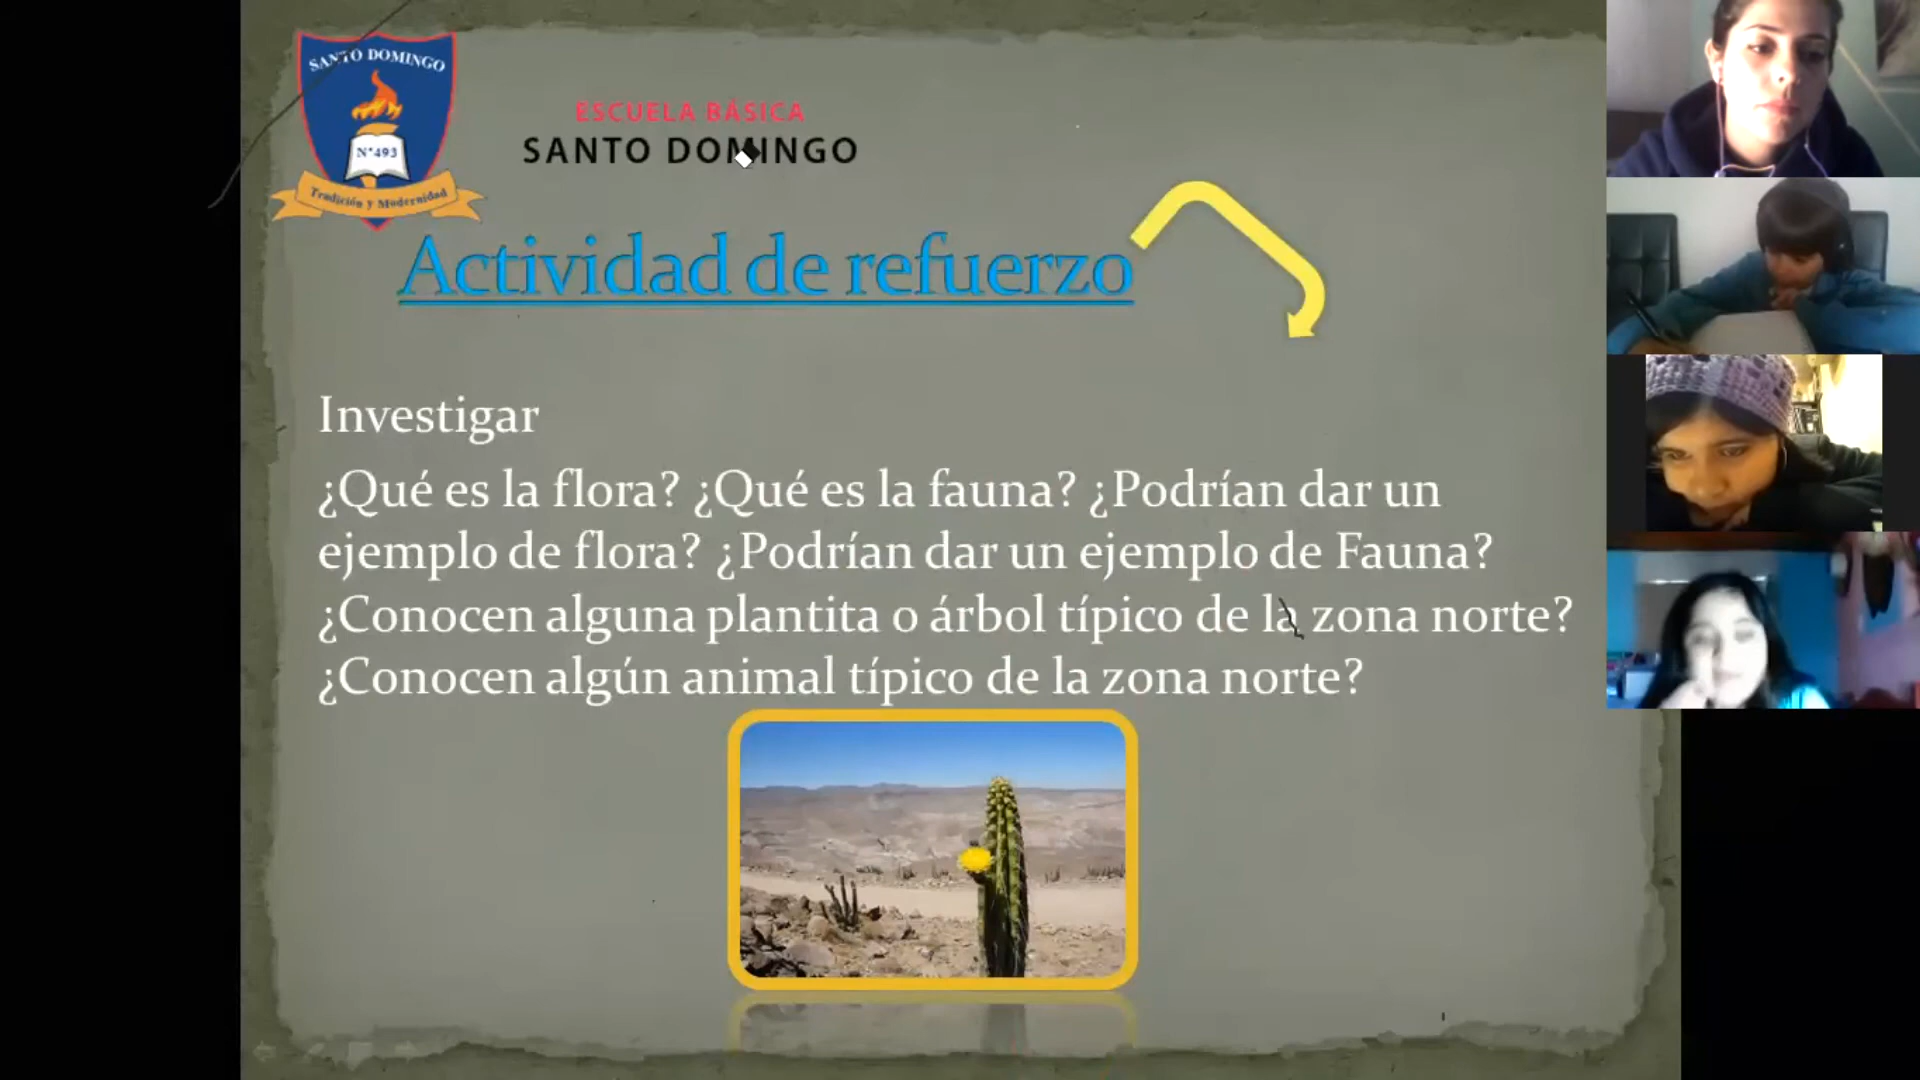 SANTO DOMINGO
N°493
Tradición y Modernidad
ESCUELA BÁSICA
SANTO DOMINGO
Actividad de refuerzo
Investigar
¿Qué es la flora? ¿Qué es la fauna? ¿Podrían dar un
ejemplo de flora? ¿Podrían dar un ejemplo de Fauna?
¿Conocen alguna plantita o árbol típico de la zona norte?
¿Conocen algún animal típico de la zona norte?